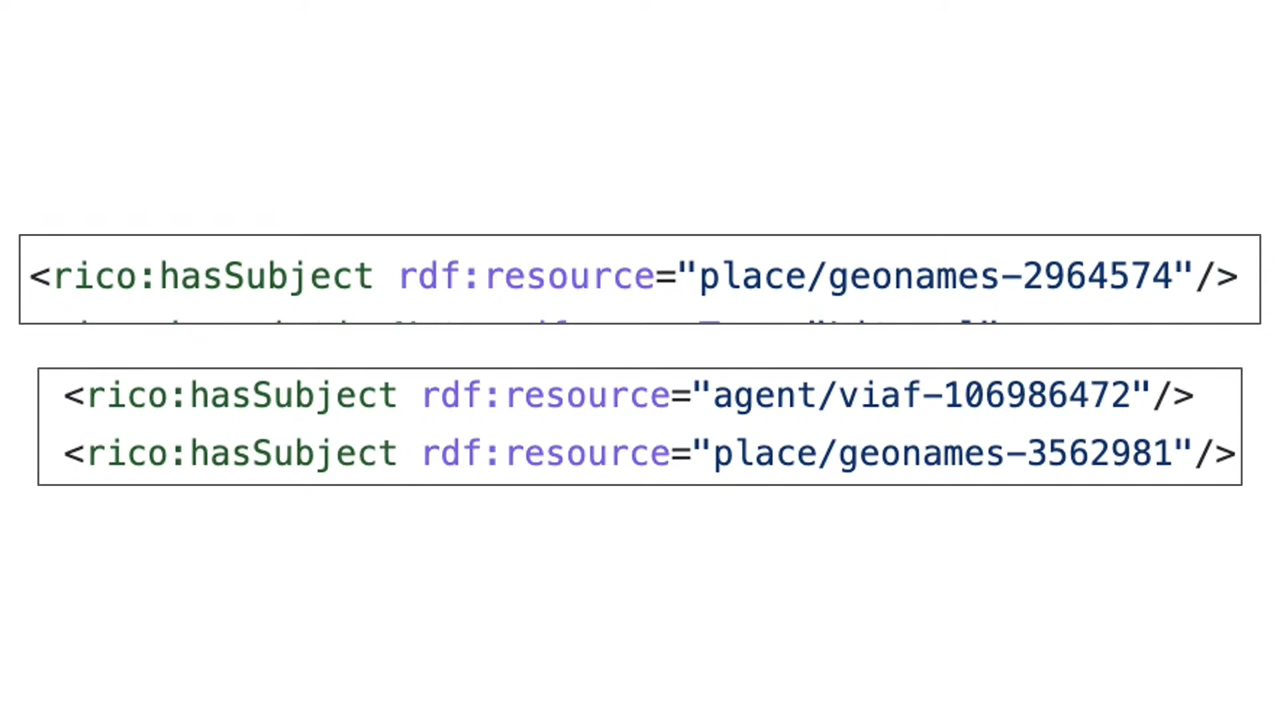 <rico:hasSubject rdf:resource="place/geonames-2964574"/>
<rico:hasSubject rdf:resource="agent/viaf-106986472"/>
<rico:hasSubject rdf:resource="place/geonames-3562981"/>